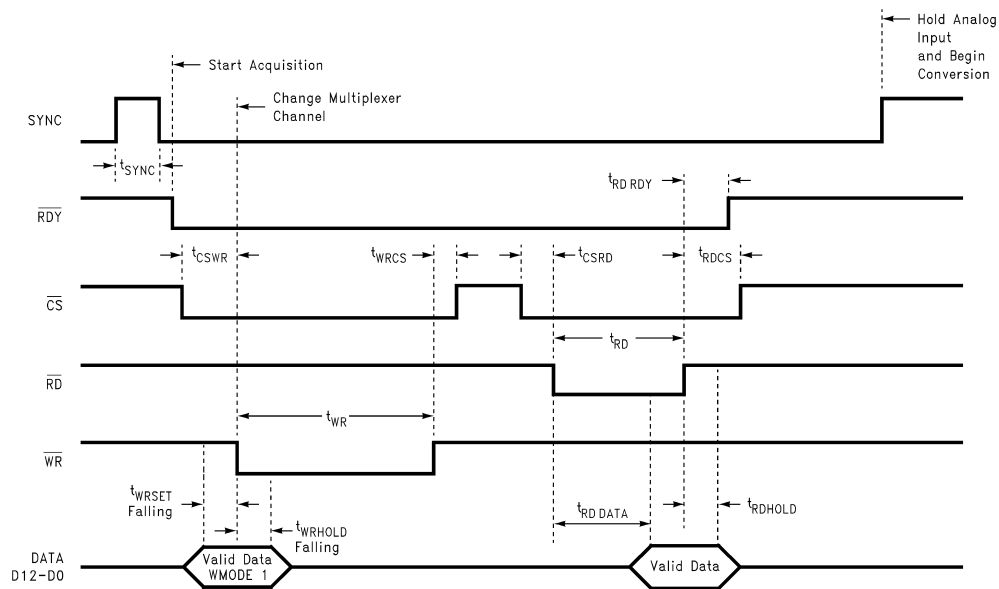 Hold Analog
Input
and Begin
Conversion
Start Acquisition
Change Multiplexer
Channel
SYNC
tSYNC
tRD RDY
RDY
tCSWR
tWRCS
tCSRD
tRDCS
CS
tRD
RD
tWR
WR
tWRSET
Falling
tWRHOLD
Falling
tRD DATA
tRDHOLD
DATA
D12-D0
Valid Data
WMODE 1
Valid Data